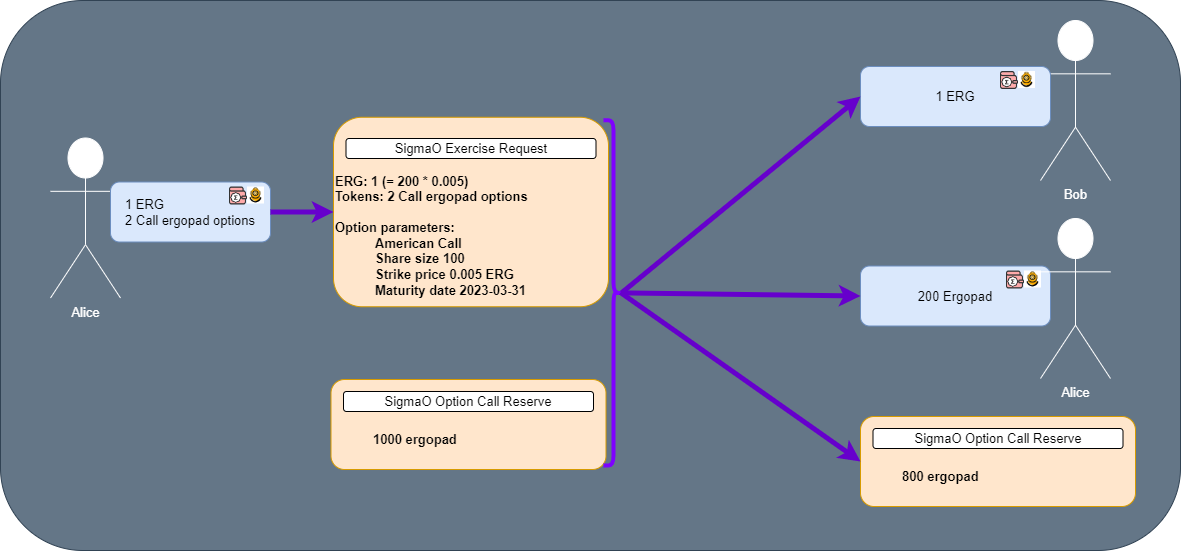 1 ERG
2 Call ergopad options
Alice
SigmaO Exercise Request
ERG: 1 (= 200 * 0.005)
Tokens: 2 Call ergopad options
Option parameters:
American Call
Share size 100
Strike price 0.005 ERG
Maturity date 2023-03-31
SigmaO Option Call Reserve
1000 ergopad
1 ERG
Bob
200 Ergopad
Alice
SigmaO Option Call Reserve
800 ergopad